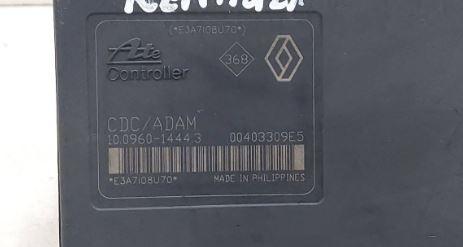 (*E3A7I08U70*)
Ate
368
Controller
CDC/ADAM
10.0960-1444.3 00403309E5
*E3A7I08U70* MADE IN PHILIPPINES